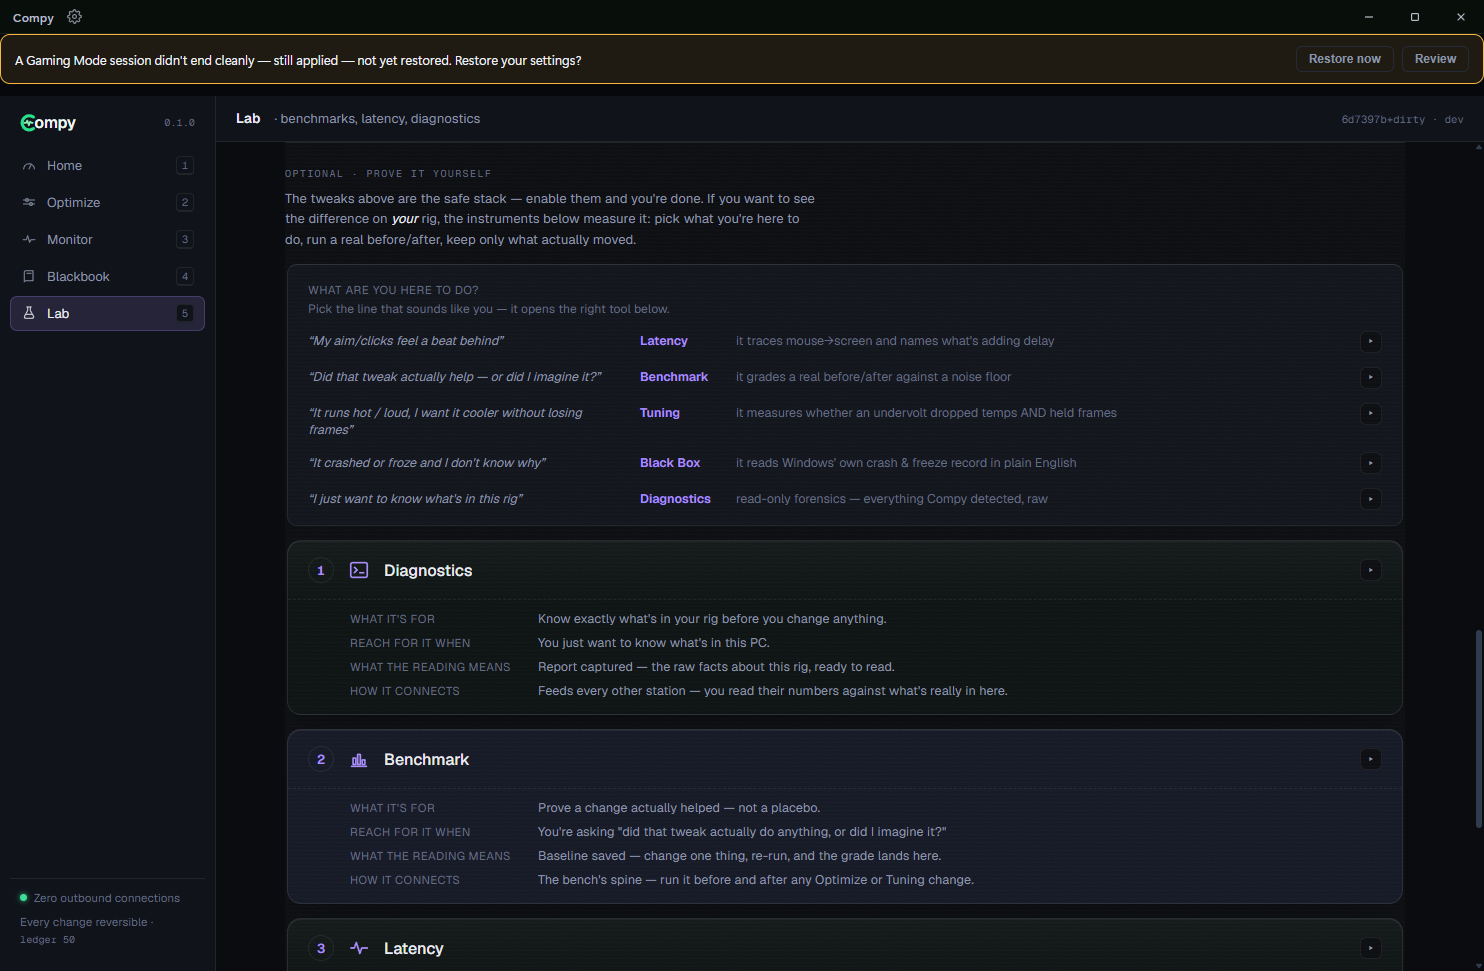 Compy
A Gaming Mode session didn't end cleanly — still applied — not yet restored. Restore your settings?
Restore now
Review
Compy
0.1.0
Home
1
Optimize
2
Monitor
3
Blackbook
4
Lab
5
Zero outbound connections
Every change reversible ·
ledger 50
Lab · benchmarks, latency, diagnostics
6d7397b+dirty · dev
OPTIONAL · PROVE IT YOURSELF
The tweaks above are the safe stack — enable them and you're done. If you want to see
the difference on your rig, the instruments below measure it: pick what you're here to
do, run a real before/after, keep only what actually moved.
WHAT ARE YOU HERE TO DO?
Pick the line that sounds like you — it opens the right tool below.
“My aim/clicks feel a beat behind” Latency it traces mouse→screen and names what's adding delay
“Did that tweak actually help — or did I imagine it?” Benchmark it grades a real before/after against a noise floor
“It runs hot / loud, I want it cooler without losing Tuning it measures whether an undervolt dropped temps AND held frames
frames”
“It crashed or froze and I don't know why” Black Box it reads Windows' own crash & freeze record in plain English
“I just want to know what's in this rig” Diagnostics read-only forensics — everything Compy detected, raw
1 Diagnostics
WHAT IT'S FOR Know exactly what's in your rig before you change anything.
REACH FOR IT WHEN You just want to know what's in this PC.
WHAT THE READING MEANS Report captured — the raw facts about this rig, ready to read.
HOW IT CONNECTS Feeds every other station — you read their numbers against what's really in here.
2 Benchmark
WHAT IT'S FOR Prove a change actually helped — not a placebo.
REACH FOR IT WHEN You're asking "did that tweak actually do anything, or did I imagine it?"
WHAT THE READING MEANS Baseline saved — change one thing, re-run, and the grade lands here.
HOW IT CONNECTS The bench's spine — run it before and after any Optimize or Tuning change.
3 Latency